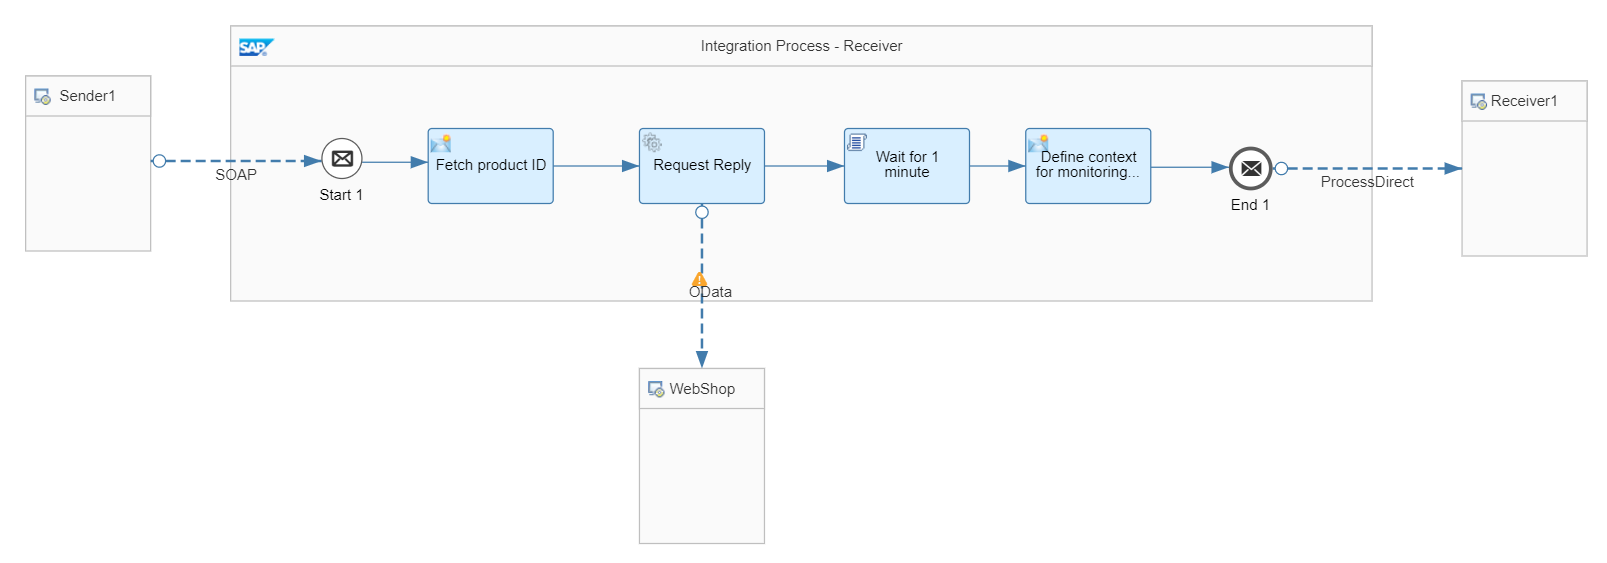 SAP
Integration Process - Receiver
Sender1
Receiver1
SOAP
Start 1
Fetch product ID
Request Reply
Wait for 1
minute
Define context
for monitoring...
End 1
ProcessDirect
OData
WebShop